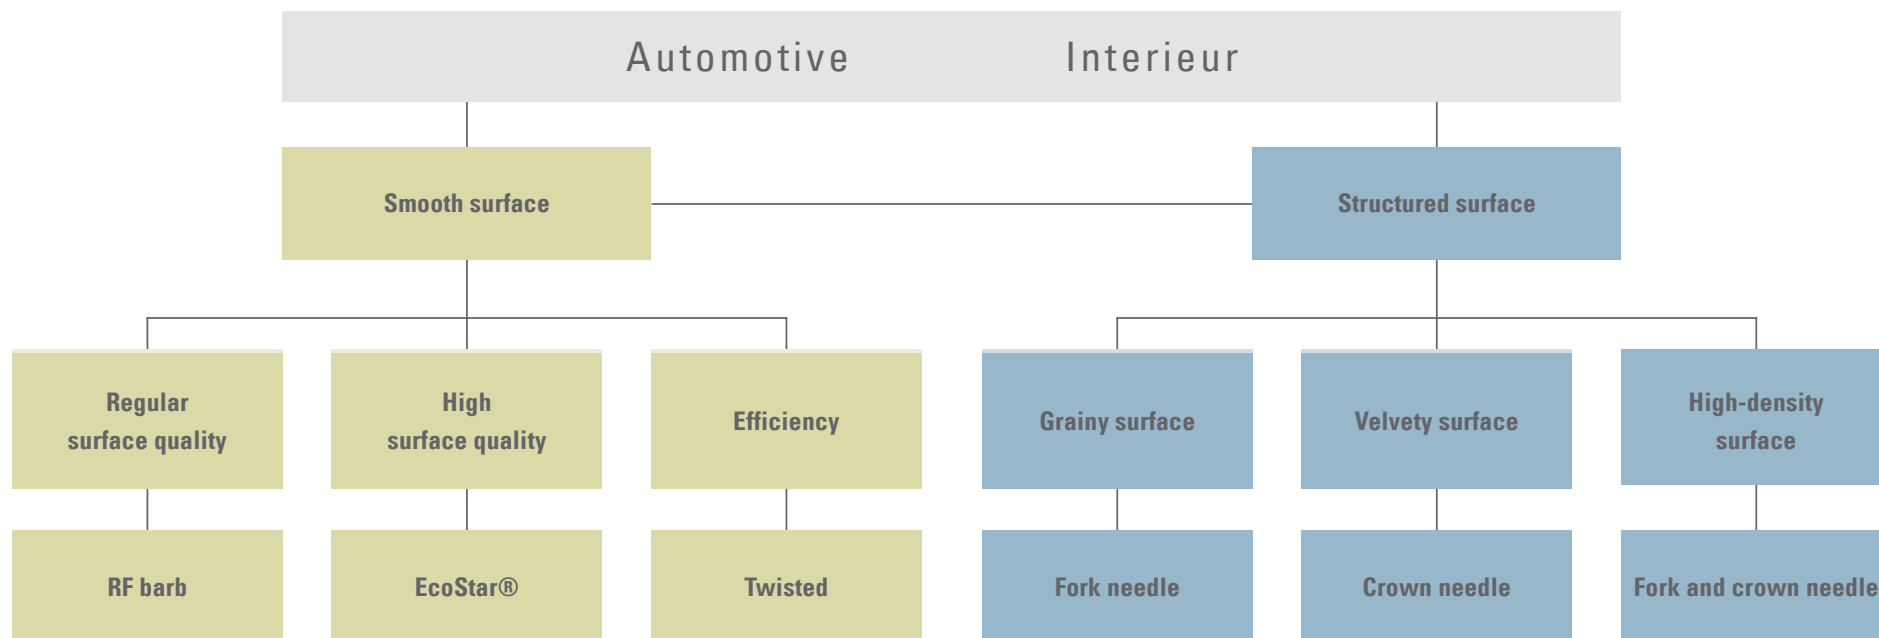 Automotive Interieur
Smooth surface
Structured surface
Regular
surface quality
High
surface quality
Efficiency
Grainy surface
Velvety surface
High-density
surface
RF barb
EcoStar®
Twisted
Fork needle
Crown needle
Fork and crown needle